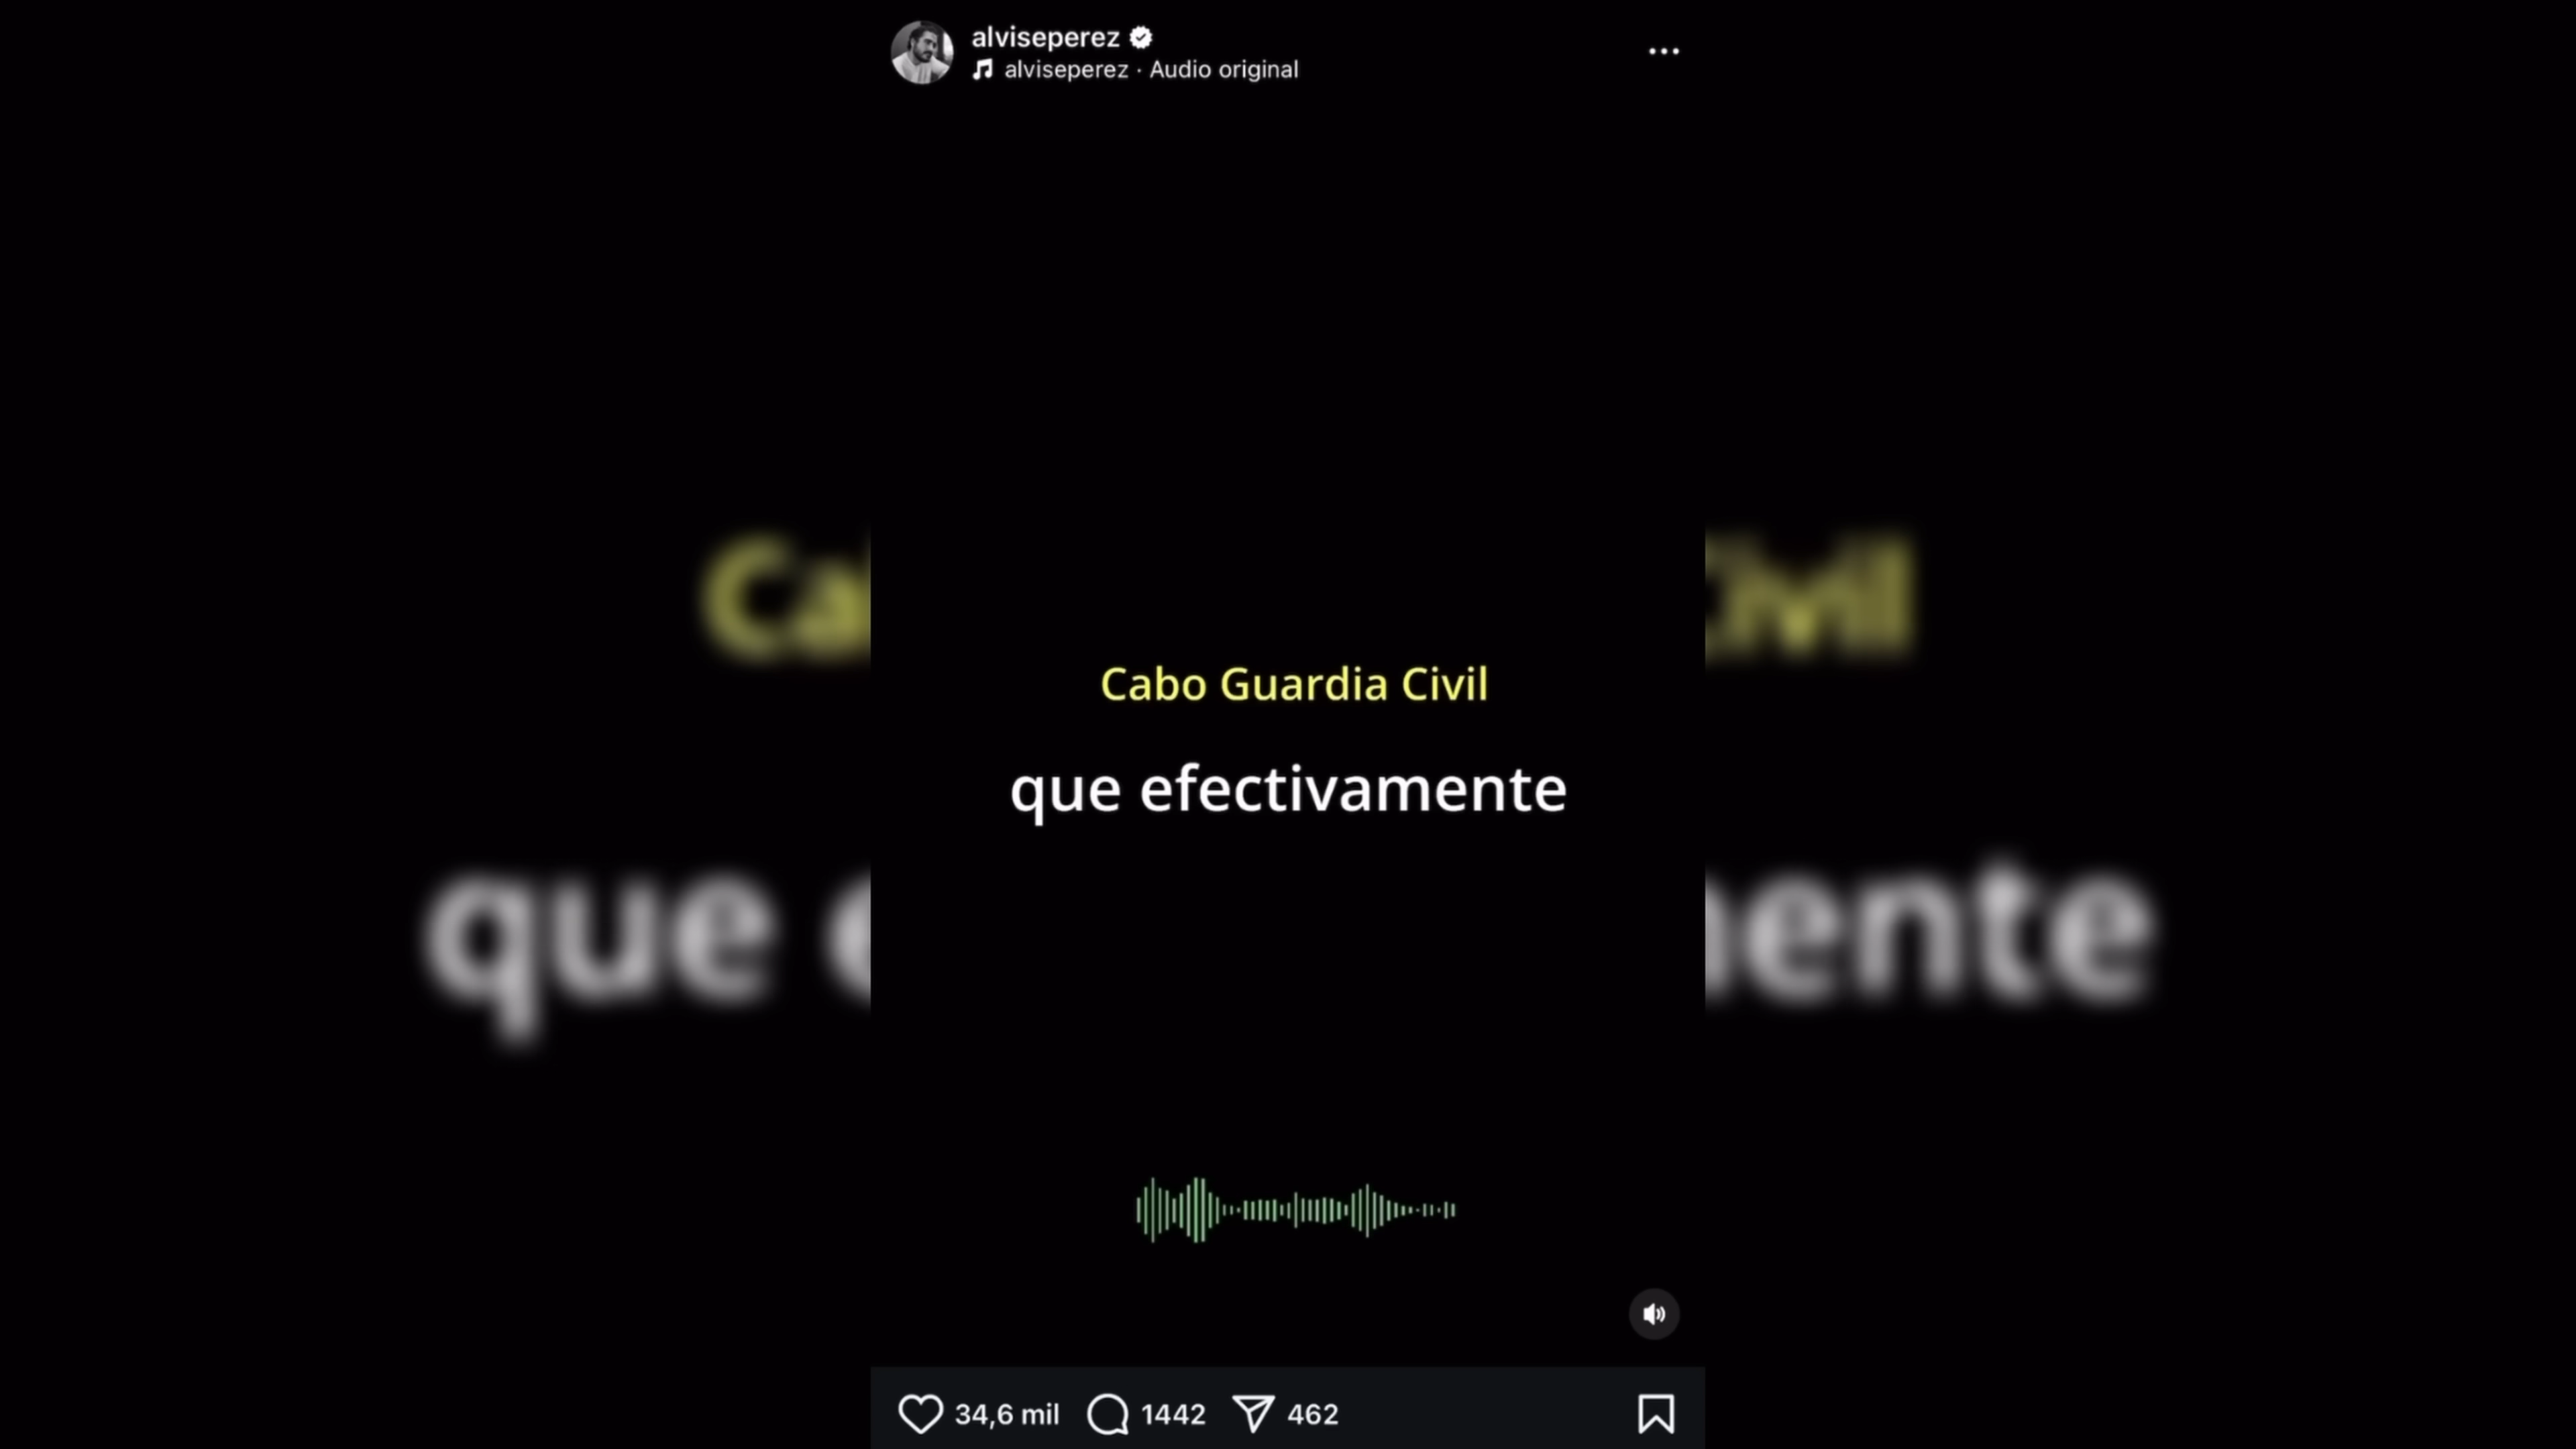 alviseperez
alviseperez · Audio original
Cabo Guardia Civil
que efectivamente
34,6 mil 1442 462